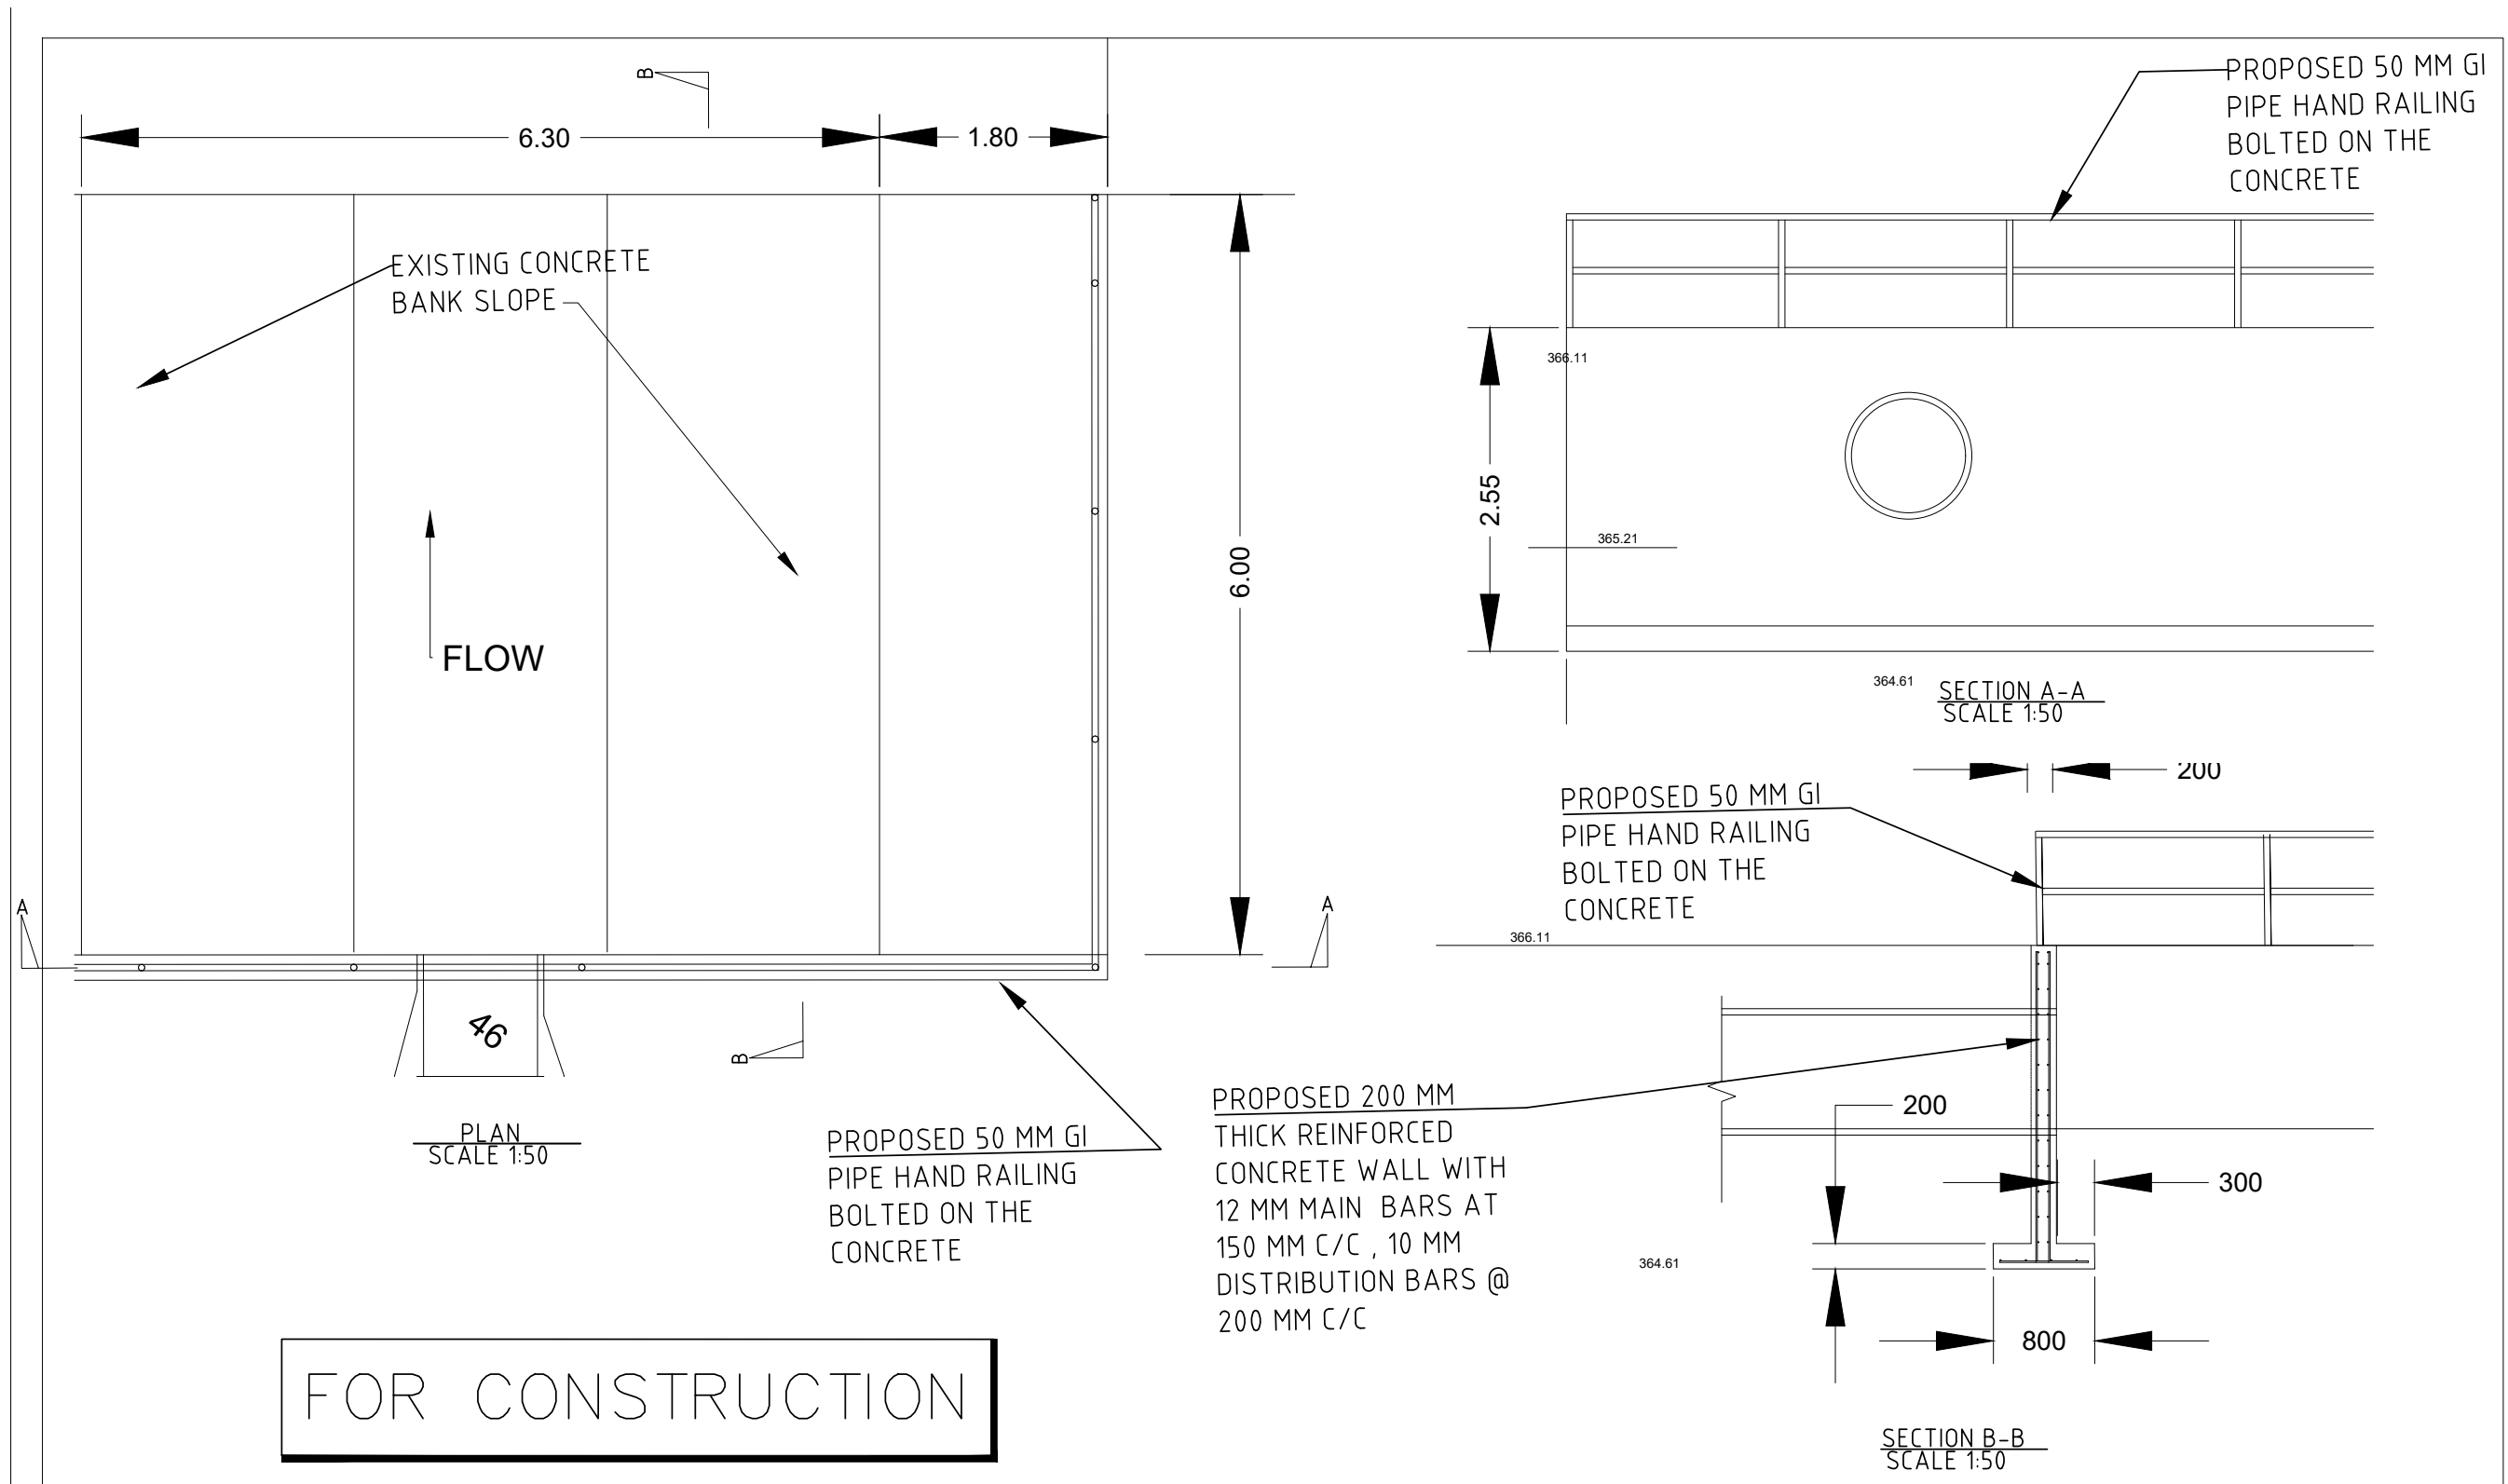 B
6.30
1.80
EXISTING CONCRETE
BANK SLOPE
FLOW
6.00
A
A
46
B
PLAN
SCALE 1:50
PROPOSED 50 MM GI
PIPE HAND RAILING
BOLTED ON THE
CONCRETE
FOR CONSTRUCTION
PROPOSED 50 MM GI
PIPE HAND RAILING
BOLTED ON THE
CONCRETE
366.11
2.55
365.21
364.61
SECTION A-A
SCALE 1:50
200
PROPOSED 50 MM GI
PIPE HAND RAILING
BOLTED ON THE
CONCRETE
366.11
PROPOSED 200 MM
THICK REINFORCED
CONCRETE WALL WITH
12 MM MAIN BARS AT
150 MM C/C , 10 MM
DISTRIBUTION BARS @
200 MM C/C
200
300
364.61
800
SECTION B-B
SCALE 1:50